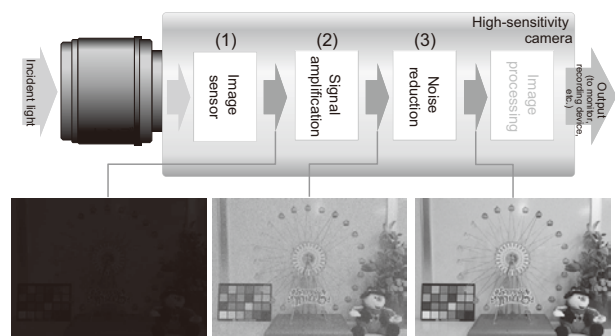 High-sensitivity
camera
(1)
(2)
(3)
Incident light
Image
sensor
Signal
amplification
Noise
reduction
Image
processing
Output
(to monitor,
recording device,
etc.)